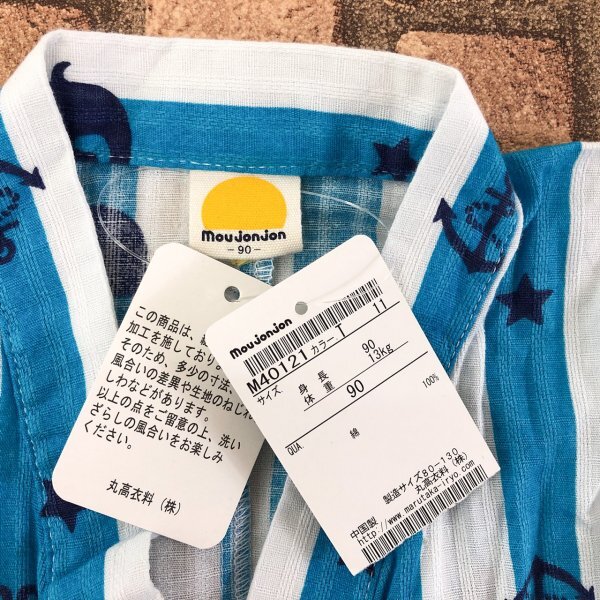 moujonjon
-90-
この商品は、
加工を施しており
そのため、多少の寸法、
風合いの差異や生地のねじれ
しわなどがあります。
以上の点をご留意の上、洗い
ざらしの風合いをお楽しみ
ください。
丸高衣料(株)
moujonjon
M40121 カラー T 11
サイズ 身長 90
体重 13kg
90
QUA 綿 100%
製造サイズ80-130
丸高衣料(株)
中国製 http://www.marutaka-iryo.com/